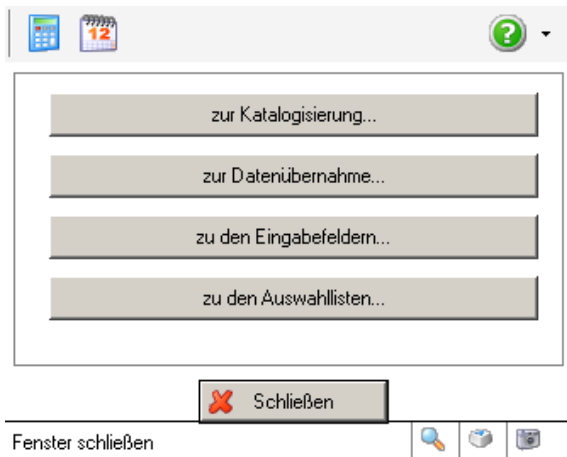 12
zur Katalogisierung...
zur Datenübernahme...
zu den Eingabefeldern...
zu den Auswahllisten...
Schließen
Fenster schließen